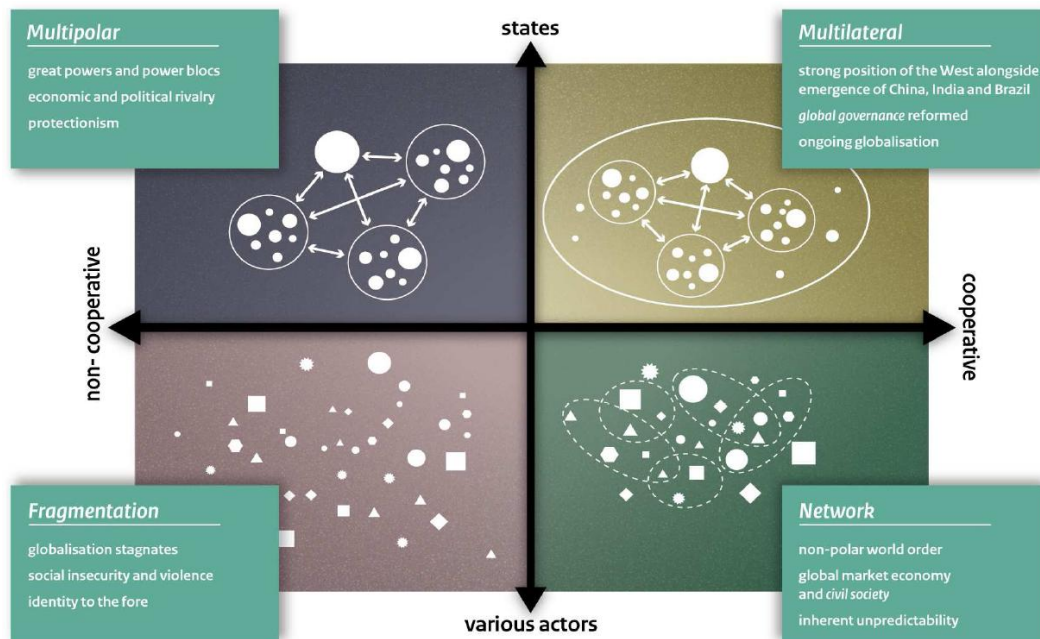 Multipolar
great powers and power blocs
economic and political rivalry
protectionism
states
Multilateral
strong position of the West alongside
emergence of China, India and Brazil
global governance reformed
ongoing globalisation
non- cooperative
cooperative
Fragmentation
globalisation stagnates
social insecurity and violence
identity to the fore
various actors
Network
non-polar world order
global market economy
and civil society
inherent unpredictability